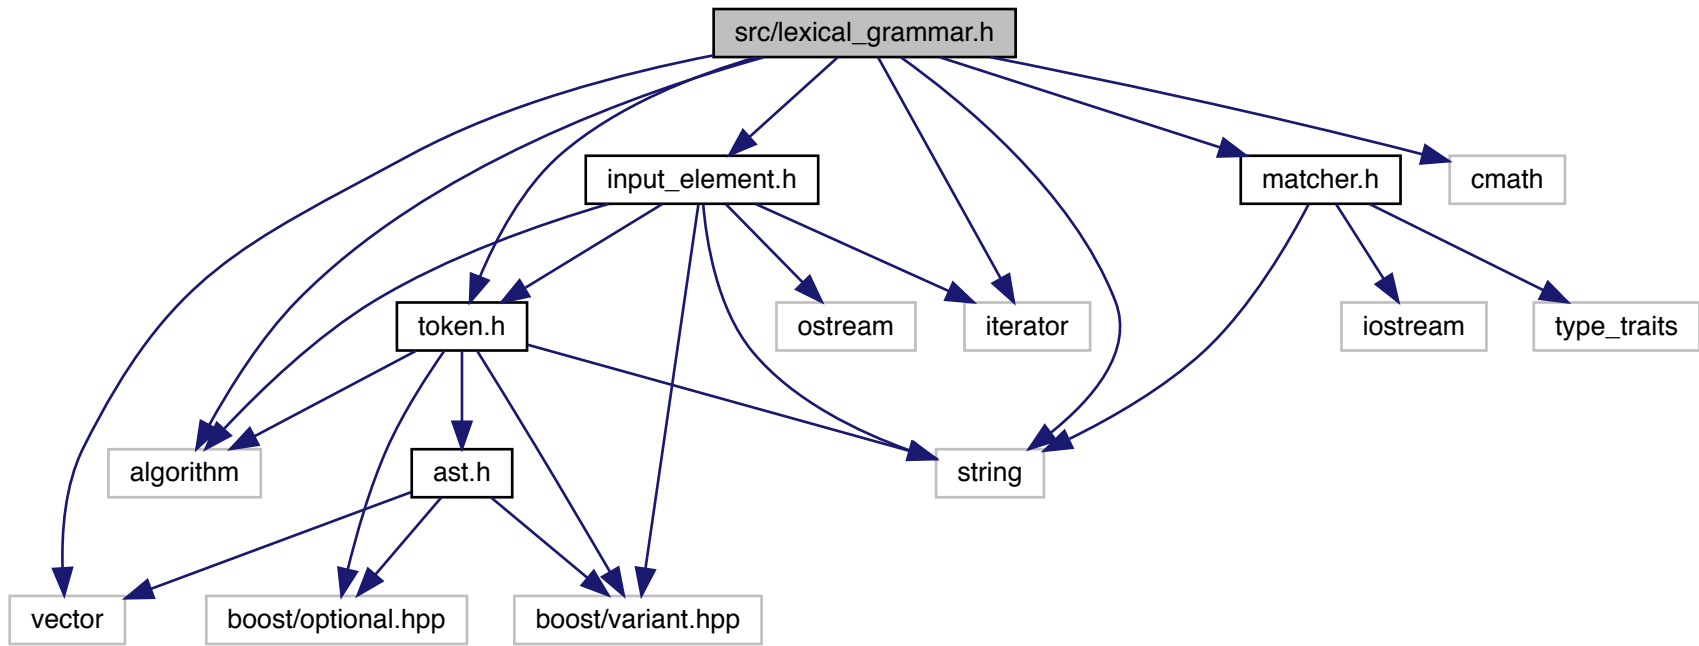 src/lexical_grammar.h
input_element.h
matcher.h
cmath
token.h
ostream
iterator
iostream
type_traits
algorithm
ast.h
string
vector
boost/optional.hpp
boost/variant.hpp